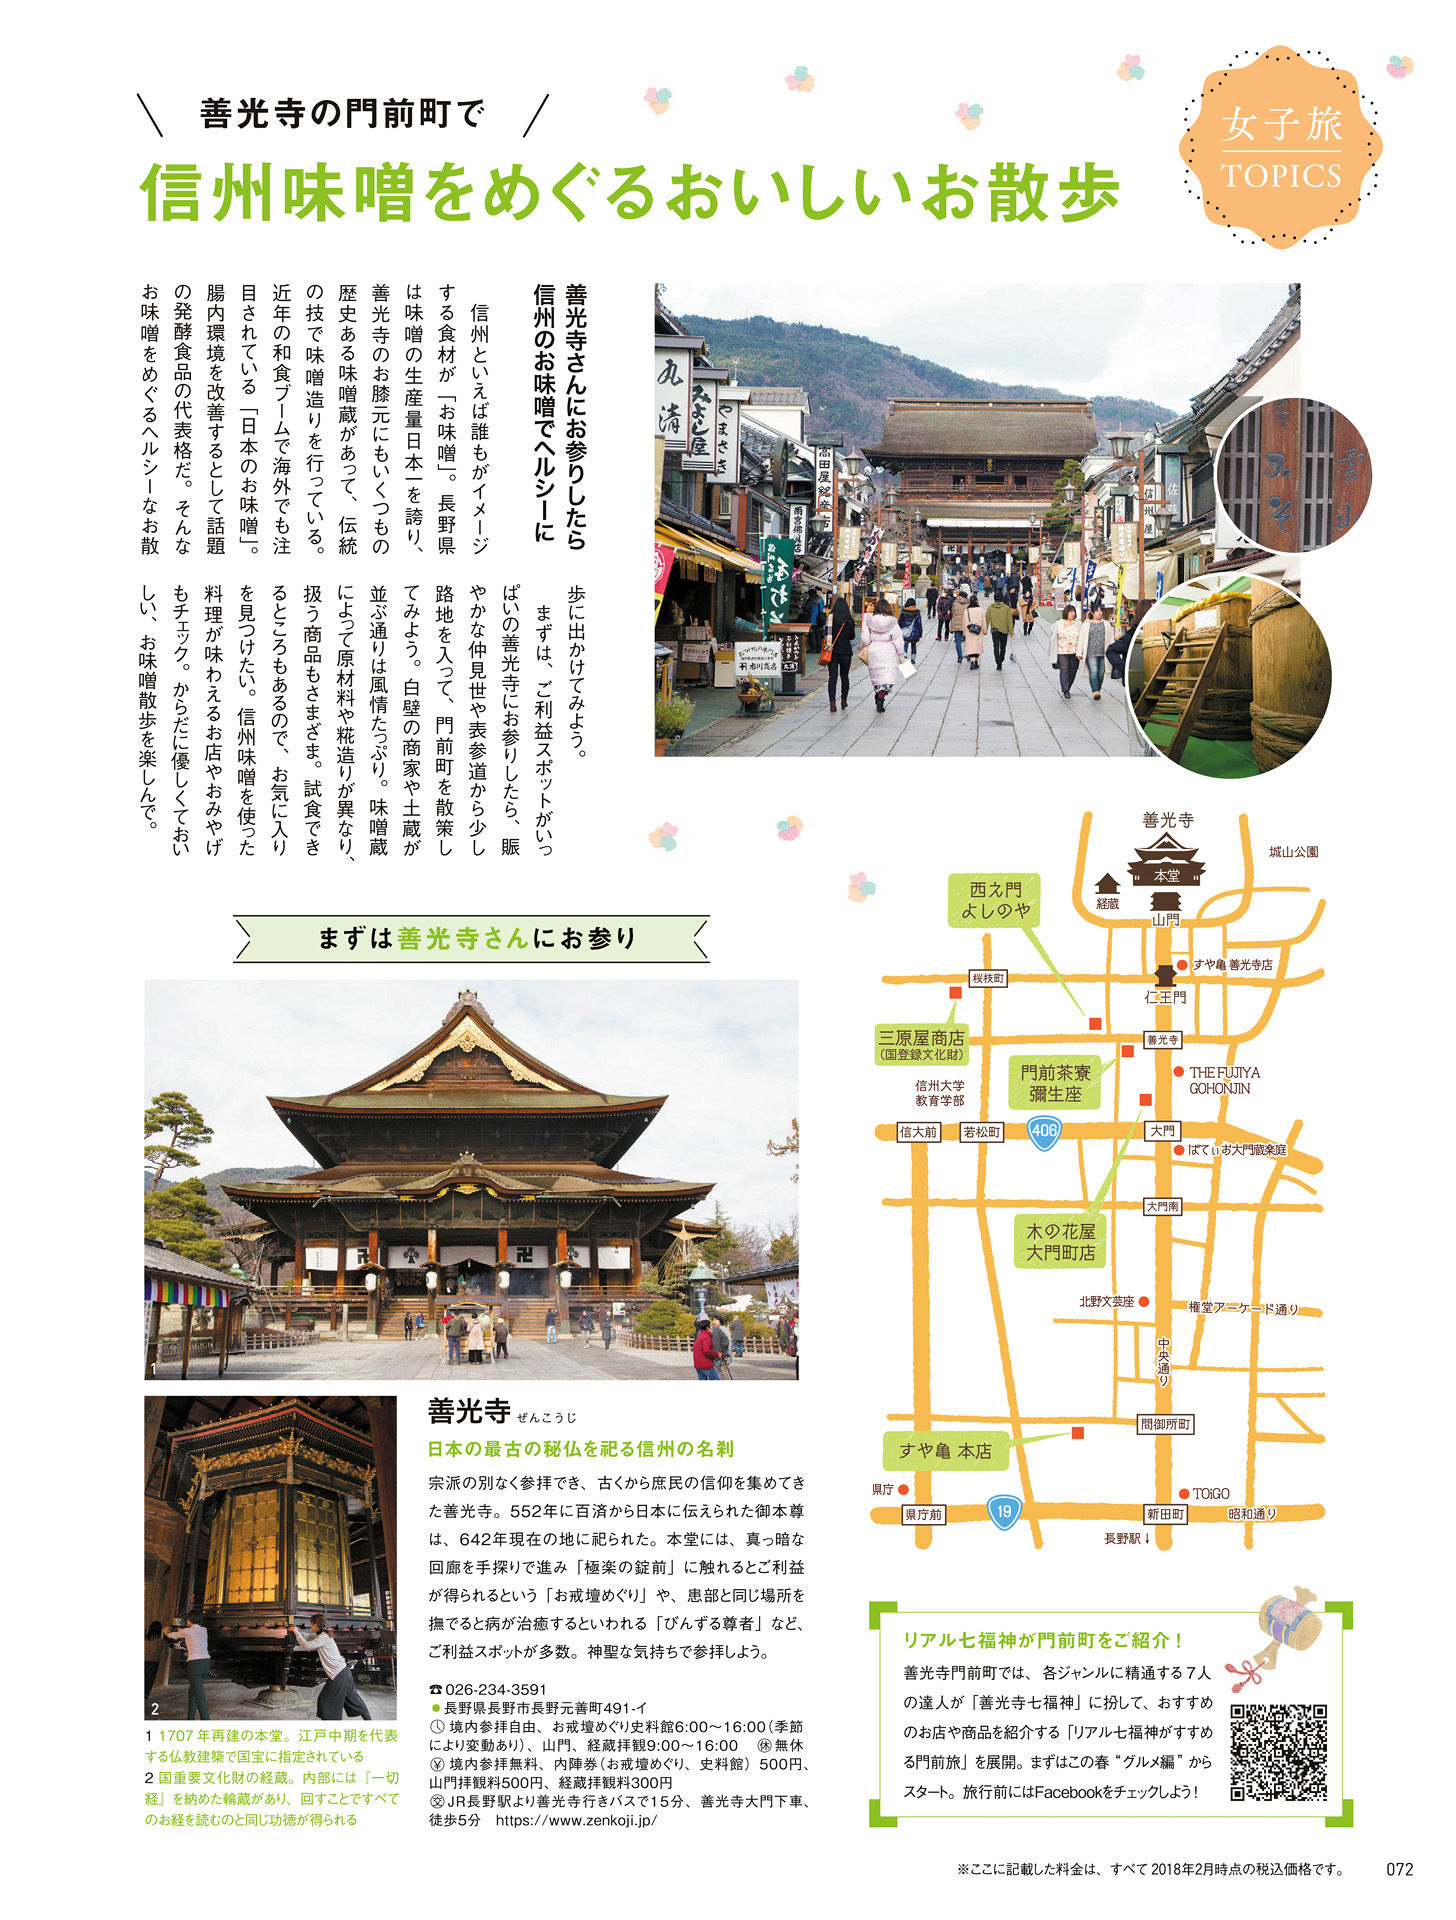 善光寺の門前町で
信州味噌をめぐるおいしいお散歩
女子旅
TOPICS
善光寺さんにお参りしたら
信州のお味噌でヘルシーに
信州といえば誰もがイメージ
する食材が「お味噌」。長野県
は味噌の生産量日本一を誇り、
善光寺のお膝元にもいくつもの
歴史ある味噌蔵があって、伝統
の技で味噌造りを行っている。
近年の和食ブームで海外でも注
目されている「日本のお味噌」。
腸内環境を改善するとして話題
の発酵食品の代表格だ。そんな
お味噌をめぐるヘルシーなお散
歩に出かけてみよう。
まずは、ご利益スポットがいっ
ぱいの善光寺にお参りしたら、賑
やかな仲見世や表参道から少し
路地を入って、門前町を散策し
てみよう。白壁の商家や土蔵が
並ぶ通りは風情たっぷり。味噌蔵
によって原材料や糀造りが異なり、
扱う商品もさまざま。試食でき
るところもあるので、お気に入り
を見つけたい。信州味噌を使った
料理が味わえるお店やおみやげ
もチェック。からだに優しくておい
しい、お味噌散歩を楽しんで。
丸清
みよし屋
やまさき
高田屋銘産店
雨宮佛具店
市川商店
みそ
善光寺
本堂
城山公園
経蔵
山門
西之門
よしのや
すや亀 善光寺店
桜枝町
仁王門
三原屋商店
(国登録文化財)
善光寺
門前茶寮
彌生座
THE FUJIYA
GOHONJIN
信州大学
教育学部
信大前
若松町
406
大門
ぱてぃお大門蔵楽庭
大門南
木の花屋
大門町店
北野文芸座
権堂アーケード通り
中央通り
問御所町
すや亀 本店
県庁
TOiGO
県庁前
19
新田町
昭和通り
長野駅↓
まずは善光寺さんにお参り
1
2
善光寺 ぜんこうじ
日本の最古の秘仏を祀る信州の名刹
宗派の別なく参拝でき、古くから庶民の信仰を集めてき
た善光寺。552年に百済から日本に伝えられた御本尊
は、642年現在の地に祀られた。本堂には、真っ暗な
回廊を手探りで進み「極楽の錠前」に触れるとご利益
が得られるという「お戒壇めぐり」や、患部と同じ場所を
撫でると病が治癒するといわれる「びんずる尊者」など、
ご利益スポットが多数。神聖な気持ちで参拝しよう。
☎026-234-3591
●長野県長野市長野元善町491-イ
境内参拝自由、お戒壇めぐり史料館6:00〜16:00(季節
により変動あり)、山門、経蔵拝観9:00〜16:00 ㊡無休
¥境内参拝無料、内陣券(お戒壇めぐり、史料館)500円、
山門拝観料500円、経蔵拝観料300円
交JR長野駅より善光寺行きバスで15分、善光寺大門下車、
徒歩5分 https://www.zenkoji.jp/
1 1707年再建の本堂。江戸中期を代表
する仏教建築で国宝に指定されている
2 国重要文化財の経蔵。内部には『一切
経』を納めた輪蔵があり、回すことですべて
のお経を読むのと同じ功徳が得られる
リアル七福神が門前町をご紹介!
善光寺門前町では、各ジャンルに精通する7人
の達人が「善光寺七福神」に扮して、おすすめ
のお店や商品を紹介する「リアル七福神がすすめ
る門前旅」を展開。まずはこの春“グルメ編”から
スタート。旅行前にはFacebookをチェックしよう!
※ここに記載した料金は、すべて2018年2月時点の税込価格です。
072